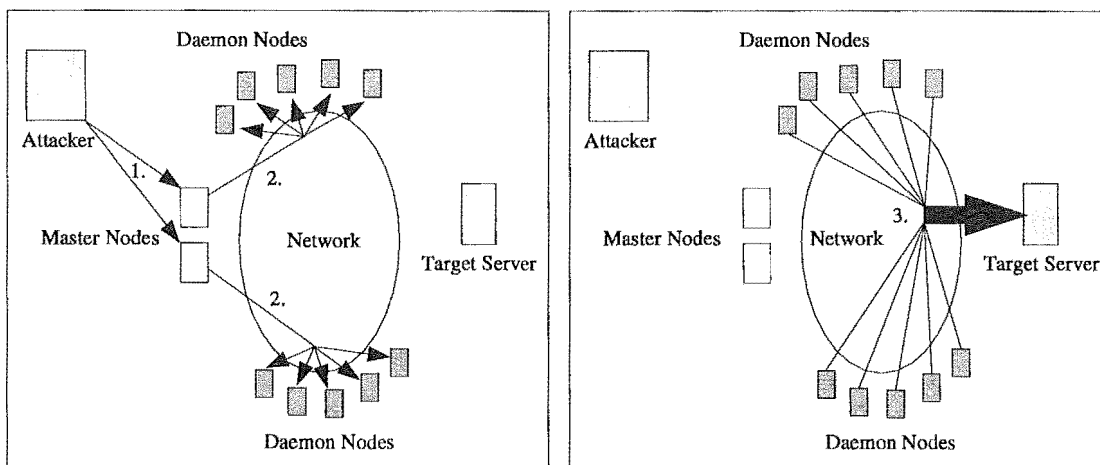 Daemon Nodes
Attacker
1.
2.
Master Nodes
Network
Target Server
2.
Daemon Nodes
Daemon Nodes
Attacker
3.
Master Nodes
Network
Target Server
Daemon Nodes